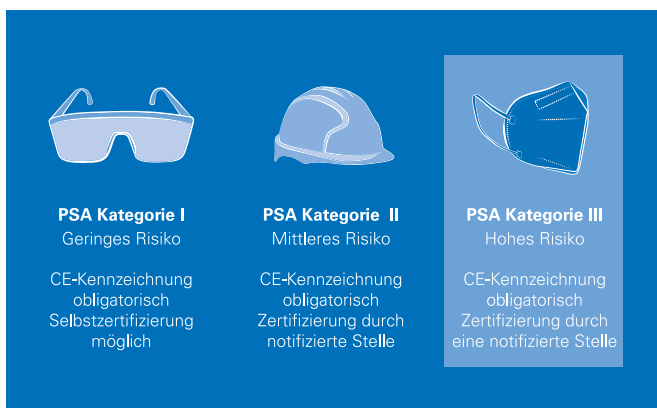 PSA Kategorie I
Geringes Risiko
CE-Kennzeichnung
obligatorisch
Selbstzertifizierung
möglich
PSA Kategorie II
Mittleres Risiko
CE-Kennzeichnung
obligatorisch
Zertifizierung durch
notifizierte Stelle
PSA Kategorie III
Hohes Risiko
CE-Kennzeichnung
obligatorisch
Zertifizierung durch
eine notifizierte Stelle